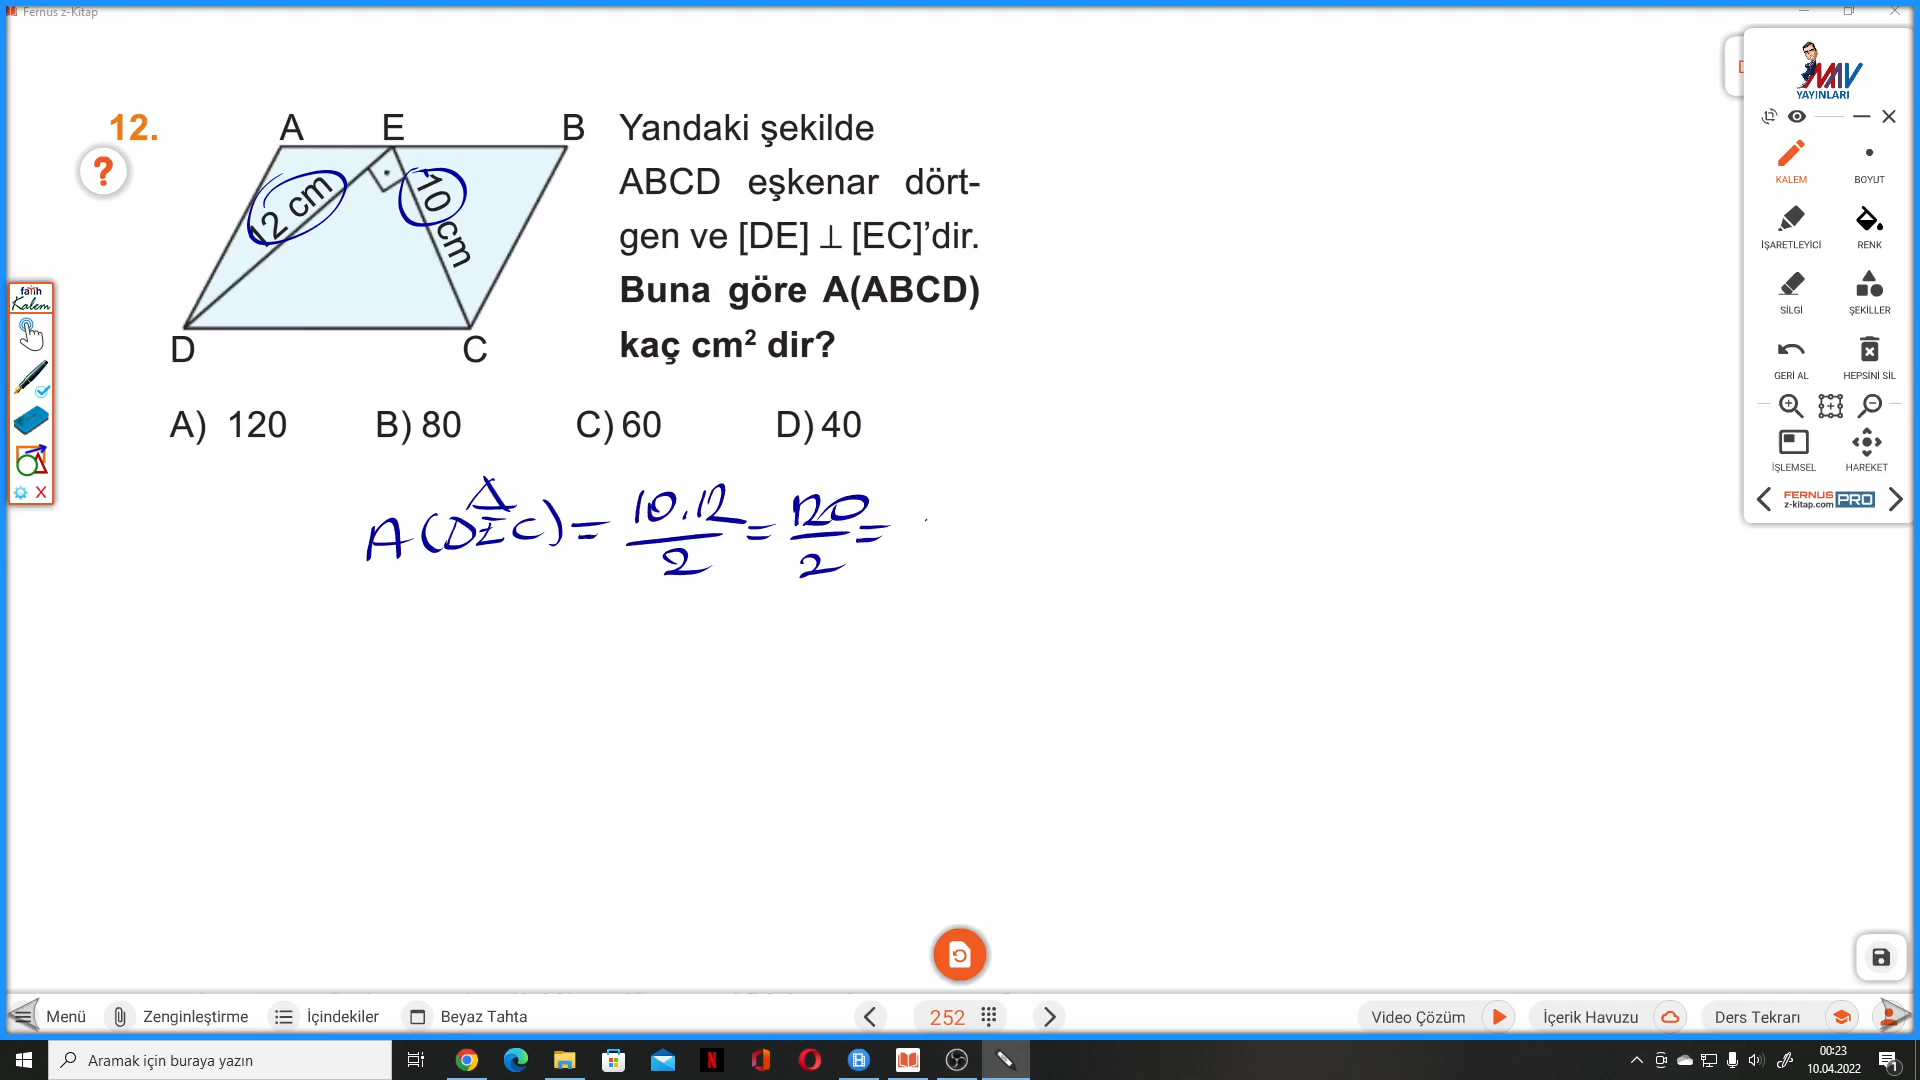 Fernus z-Kitap
12.
A E B
12 cm
10 cm
D C
Yandaki şekilde
ABCD eşkenar dört-
gen ve [DE] ⊥ [EC]’dir.
Buna göre A(ABCD)
kaç cm² dir?
A) 120 B) 80 C) 60 D) 40
A(DEC) = 10.12/2 = 120/2 =
fatih
Kalem
MAV
YAYINLARI
KALEM BOYUT
İŞARETLEYİCİ RENK
SİLGİ ŞEKİLLER
GERİ AL HEPSİNİ SİL
İŞLEMSEL HAREKET
FERNUS PRO
z-kitap.com
Menü Zenginleştirme İçindekiler Beyaz Tahta 252 Video Çözüm İçerik Havuzu Ders Tekrarı
Aramak için buraya yazın
00:23
10.04.2022
1